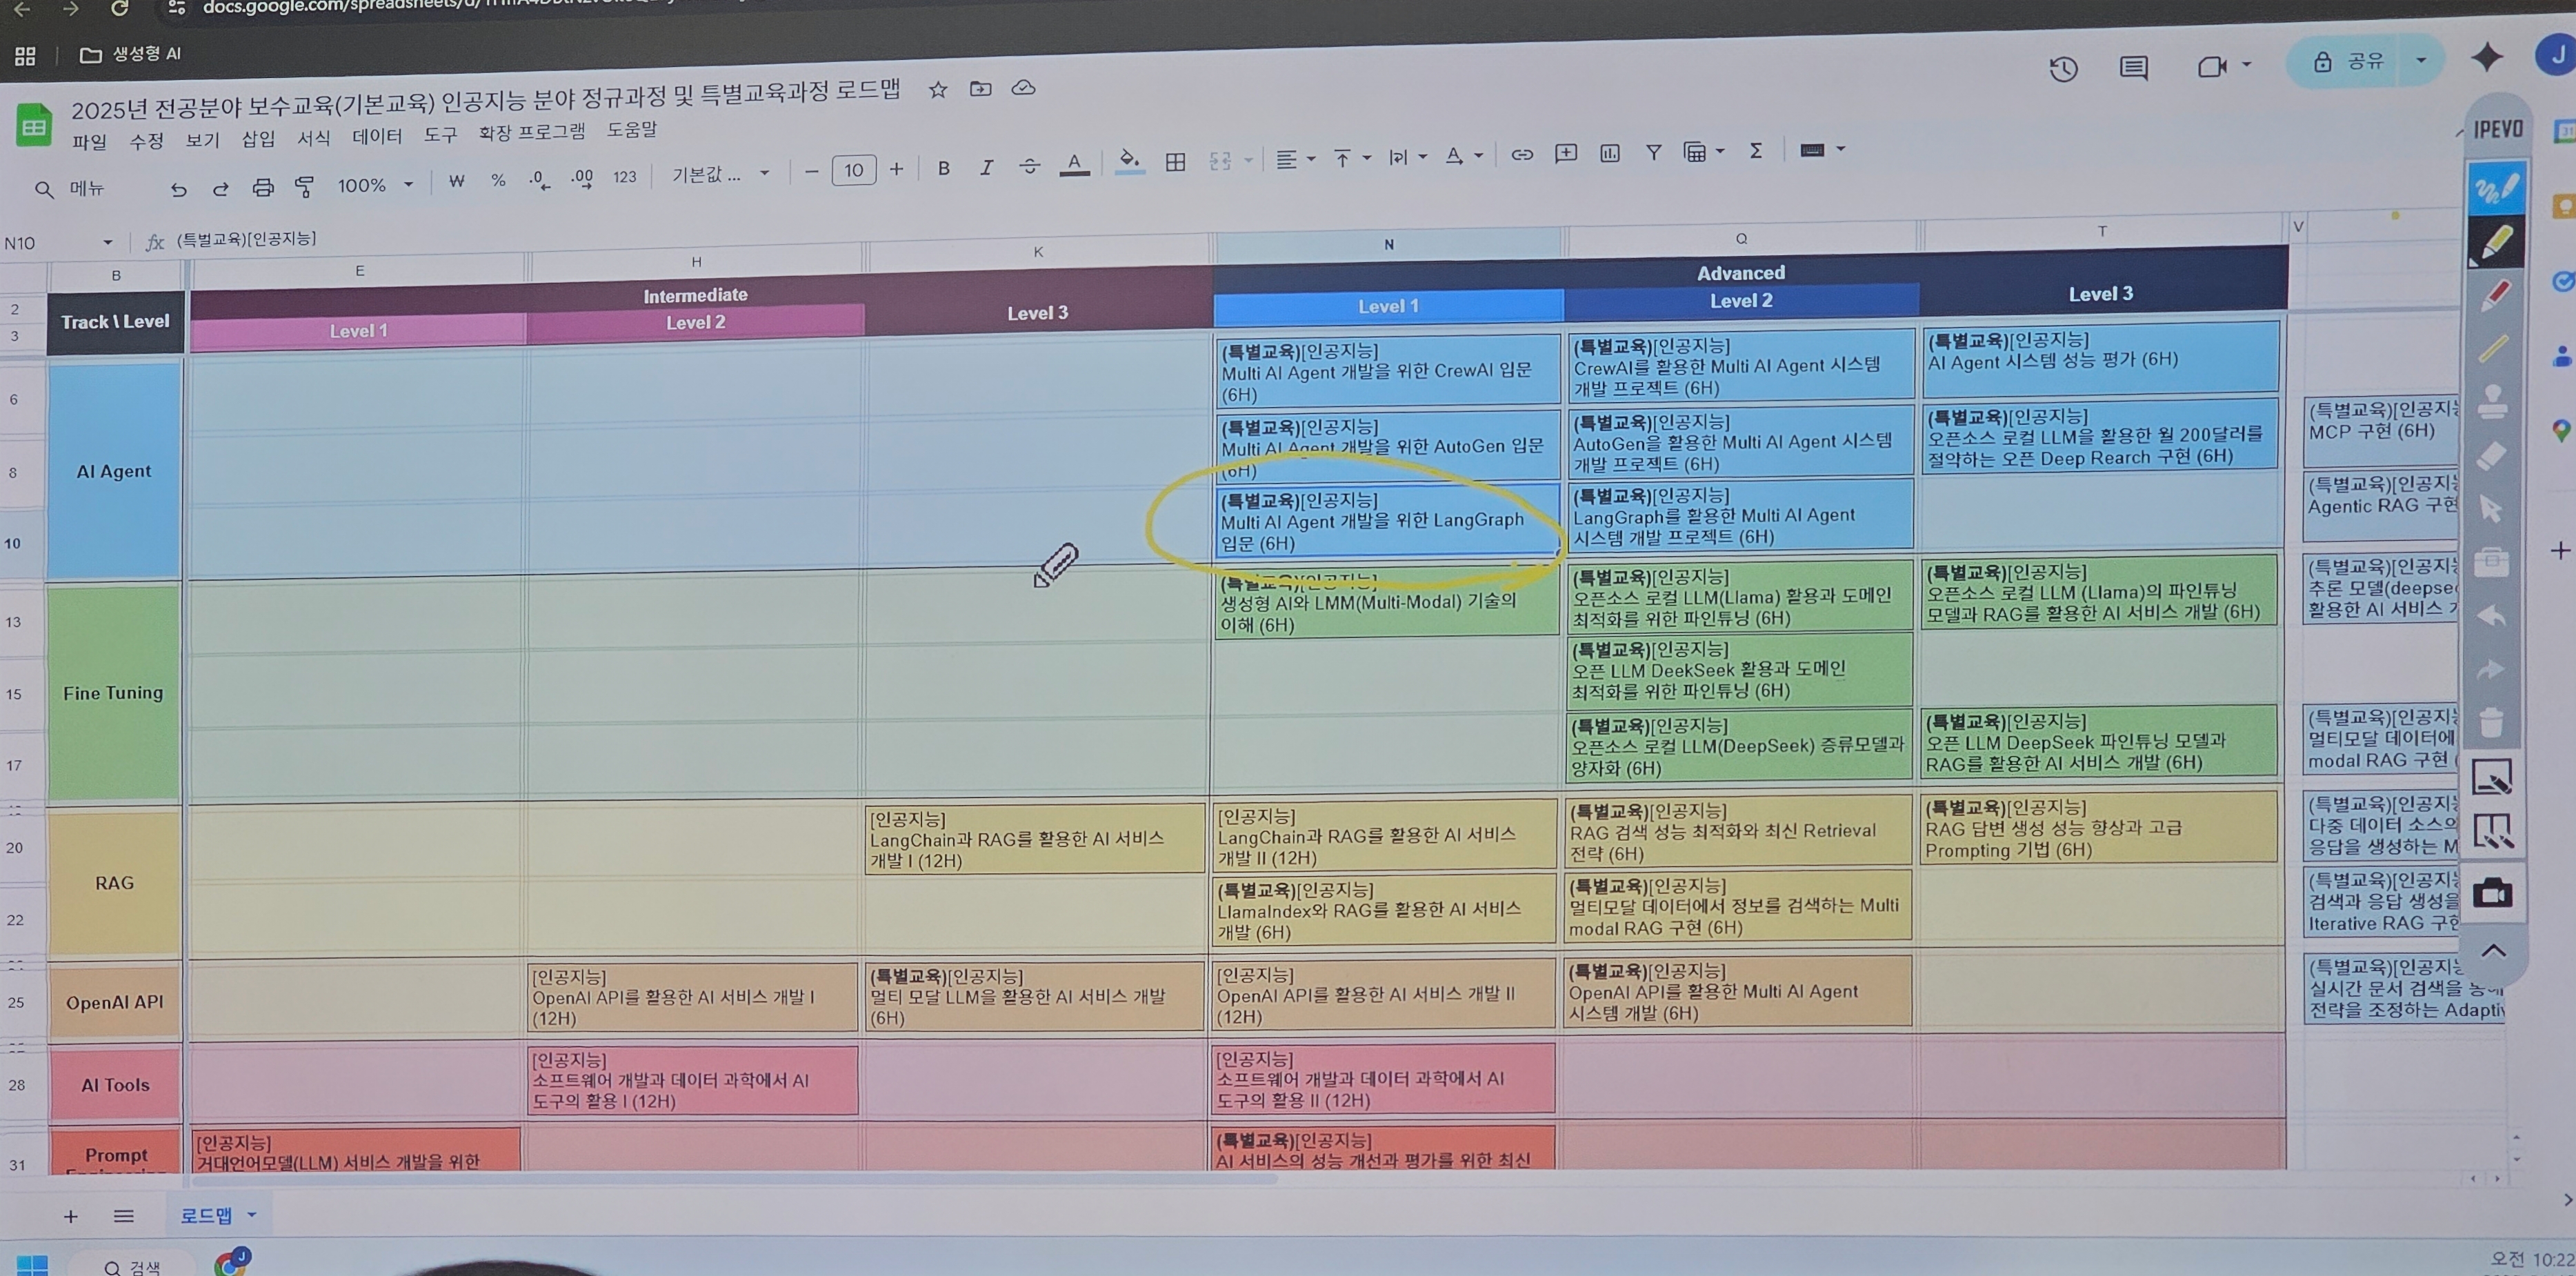 docs.google.com/spreadsheets/d/
생성형 AI
2025년 전공분야 보수교육(기본교육) 인공지능 분야 정규과정 및 특별교육과정 로드맵
파일 수정 보기 삽입 서식 데이터 도구 확장 프로그램 도움말
공유
J
IPEVO
메뉴 100% ₩ % .0 .00 123 기본값 ... 10 B I A
N10 fx (특별교육)[인공지능]
B E H K N Q T V
2
3
Track \ Level
Intermediate
Level 1
Level 2
Level 3
Advanced
Level 1
Level 2
Level 3
AI Agent
6
(특별교육)[인공지능]
Multi AI Agent 개발을 위한 CrewAI 입문
(6H)
(특별교육)[인공지능]
CrewAI를 활용한 Multi AI Agent 시스템
개발 프로젝트 (6H)
(특별교육)[인공지능]
AI Agent 시스템 성능 평가 (6H)
8
(특별교육)[인공지능]
Multi AI Agent 개발을 위한 AutoGen 입문
(6H)
(특별교육)[인공지능]
AutoGen을 활용한 Multi AI Agent 시스템
개발 프로젝트 (6H)
(특별교육)[인공지능]
오픈소스 로컬 LLM을 활용한 월 200달러를
절약하는 오픈 Deep Rearch 구현 (6H)
(특별교육)[인공지능
MCP 구현 (6H)
10
(특별교육)[인공지능]
Multi AI Agent 개발을 위한 LangGraph
입문 (6H)
(특별교육)[인공지능]
LangGraph를 활용한 Multi AI Agent
시스템 개발 프로젝트 (6H)
(특별교육)[인공지능
Agentic RAG 구현
Fine Tuning
13
(특별교육)[인공지능]
생성형 AI와 LMM(Multi-Modal) 기술의
이해 (6H)
(특별교육)[인공지능]
오픈소스 로컬 LLM(Llama) 활용과 도메인
최적화를 위한 파인튜닝 (6H)
(특별교육)[인공지능]
오픈소스 로컬 LLM (Llama)의 파인튜닝
모델과 RAG를 활용한 AI 서비스 개발 (6H)
(특별교육)[인공지능
추론 모델(deepse
활용한 AI 서비스
15
(특별교육)[인공지능]
오픈 LLM DeekSeek 활용과 도메인
최적화를 위한 파인튜닝 (6H)
17
(특별교육)[인공지능]
오픈소스 로컬 LLM(DeepSeek) 증류모델과
양자화 (6H)
(특별교육)[인공지능]
오픈 LLM DeepSeek 파인튜닝 모델과
RAG를 활용한 AI 서비스 개발 (6H)
(특별교육)[인공지능
멀티모달 데이터에
modal RAG 구현 (
RAG
20
[인공지능]
LangChain과 RAG를 활용한 AI 서비스
개발 I (12H)
[인공지능]
LangChain과 RAG를 활용한 AI 서비스
개발 II (12H)
(특별교육)[인공지능]
RAG 검색 성능 최적화와 최신 Retrieval
전략 (6H)
(특별교육)[인공지능]
RAG 답변 생성 성능 향상과 고급
Prompting 기법 (6H)
(특별교육)[인공지능
다중 데이터 소스의
응답을 생성하는 M
22
(특별교육)[인공지능]
LlamaIndex와 RAG를 활용한 AI 서비스
개발 (6H)
(특별교육)[인공지능]
멀티모달 데이터에서 정보를 검색하는 Multi
modal RAG 구현 (6H)
(특별교육)[인공지능
검색과 응답 생성을
Iterative RAG 구현
OpenAI API
25
[인공지능]
OpenAI API를 활용한 AI 서비스 개발 I
(12H)
(특별교육)[인공지능]
멀티 모달 LLM을 활용한 AI 서비스 개발
(6H)
[인공지능]
OpenAI API를 활용한 AI 서비스 개발 II
(12H)
(특별교육)[인공지능]
OpenAI API를 활용한 Multi AI Agent
시스템 개발 (6H)
(특별교육)[인공지능
실시간 문서 검색을
전략을 조정하는 Adaptiv
AI Tools
28
[인공지능]
소프트웨어 개발과 데이터 과학에서 AI
도구의 활용 I (12H)
[인공지능]
소프트웨어 개발과 데이터 과학에서 AI
도구의 활용 II (12H)
Prompt
31
[인공지능]
거대언어모델(LLM) 서비스 개발을 위한
(특별교육)[인공지능]
AI 서비스의 성능 개선과 평가를 위한 최신
로드맵
검색
J
오전 10:22